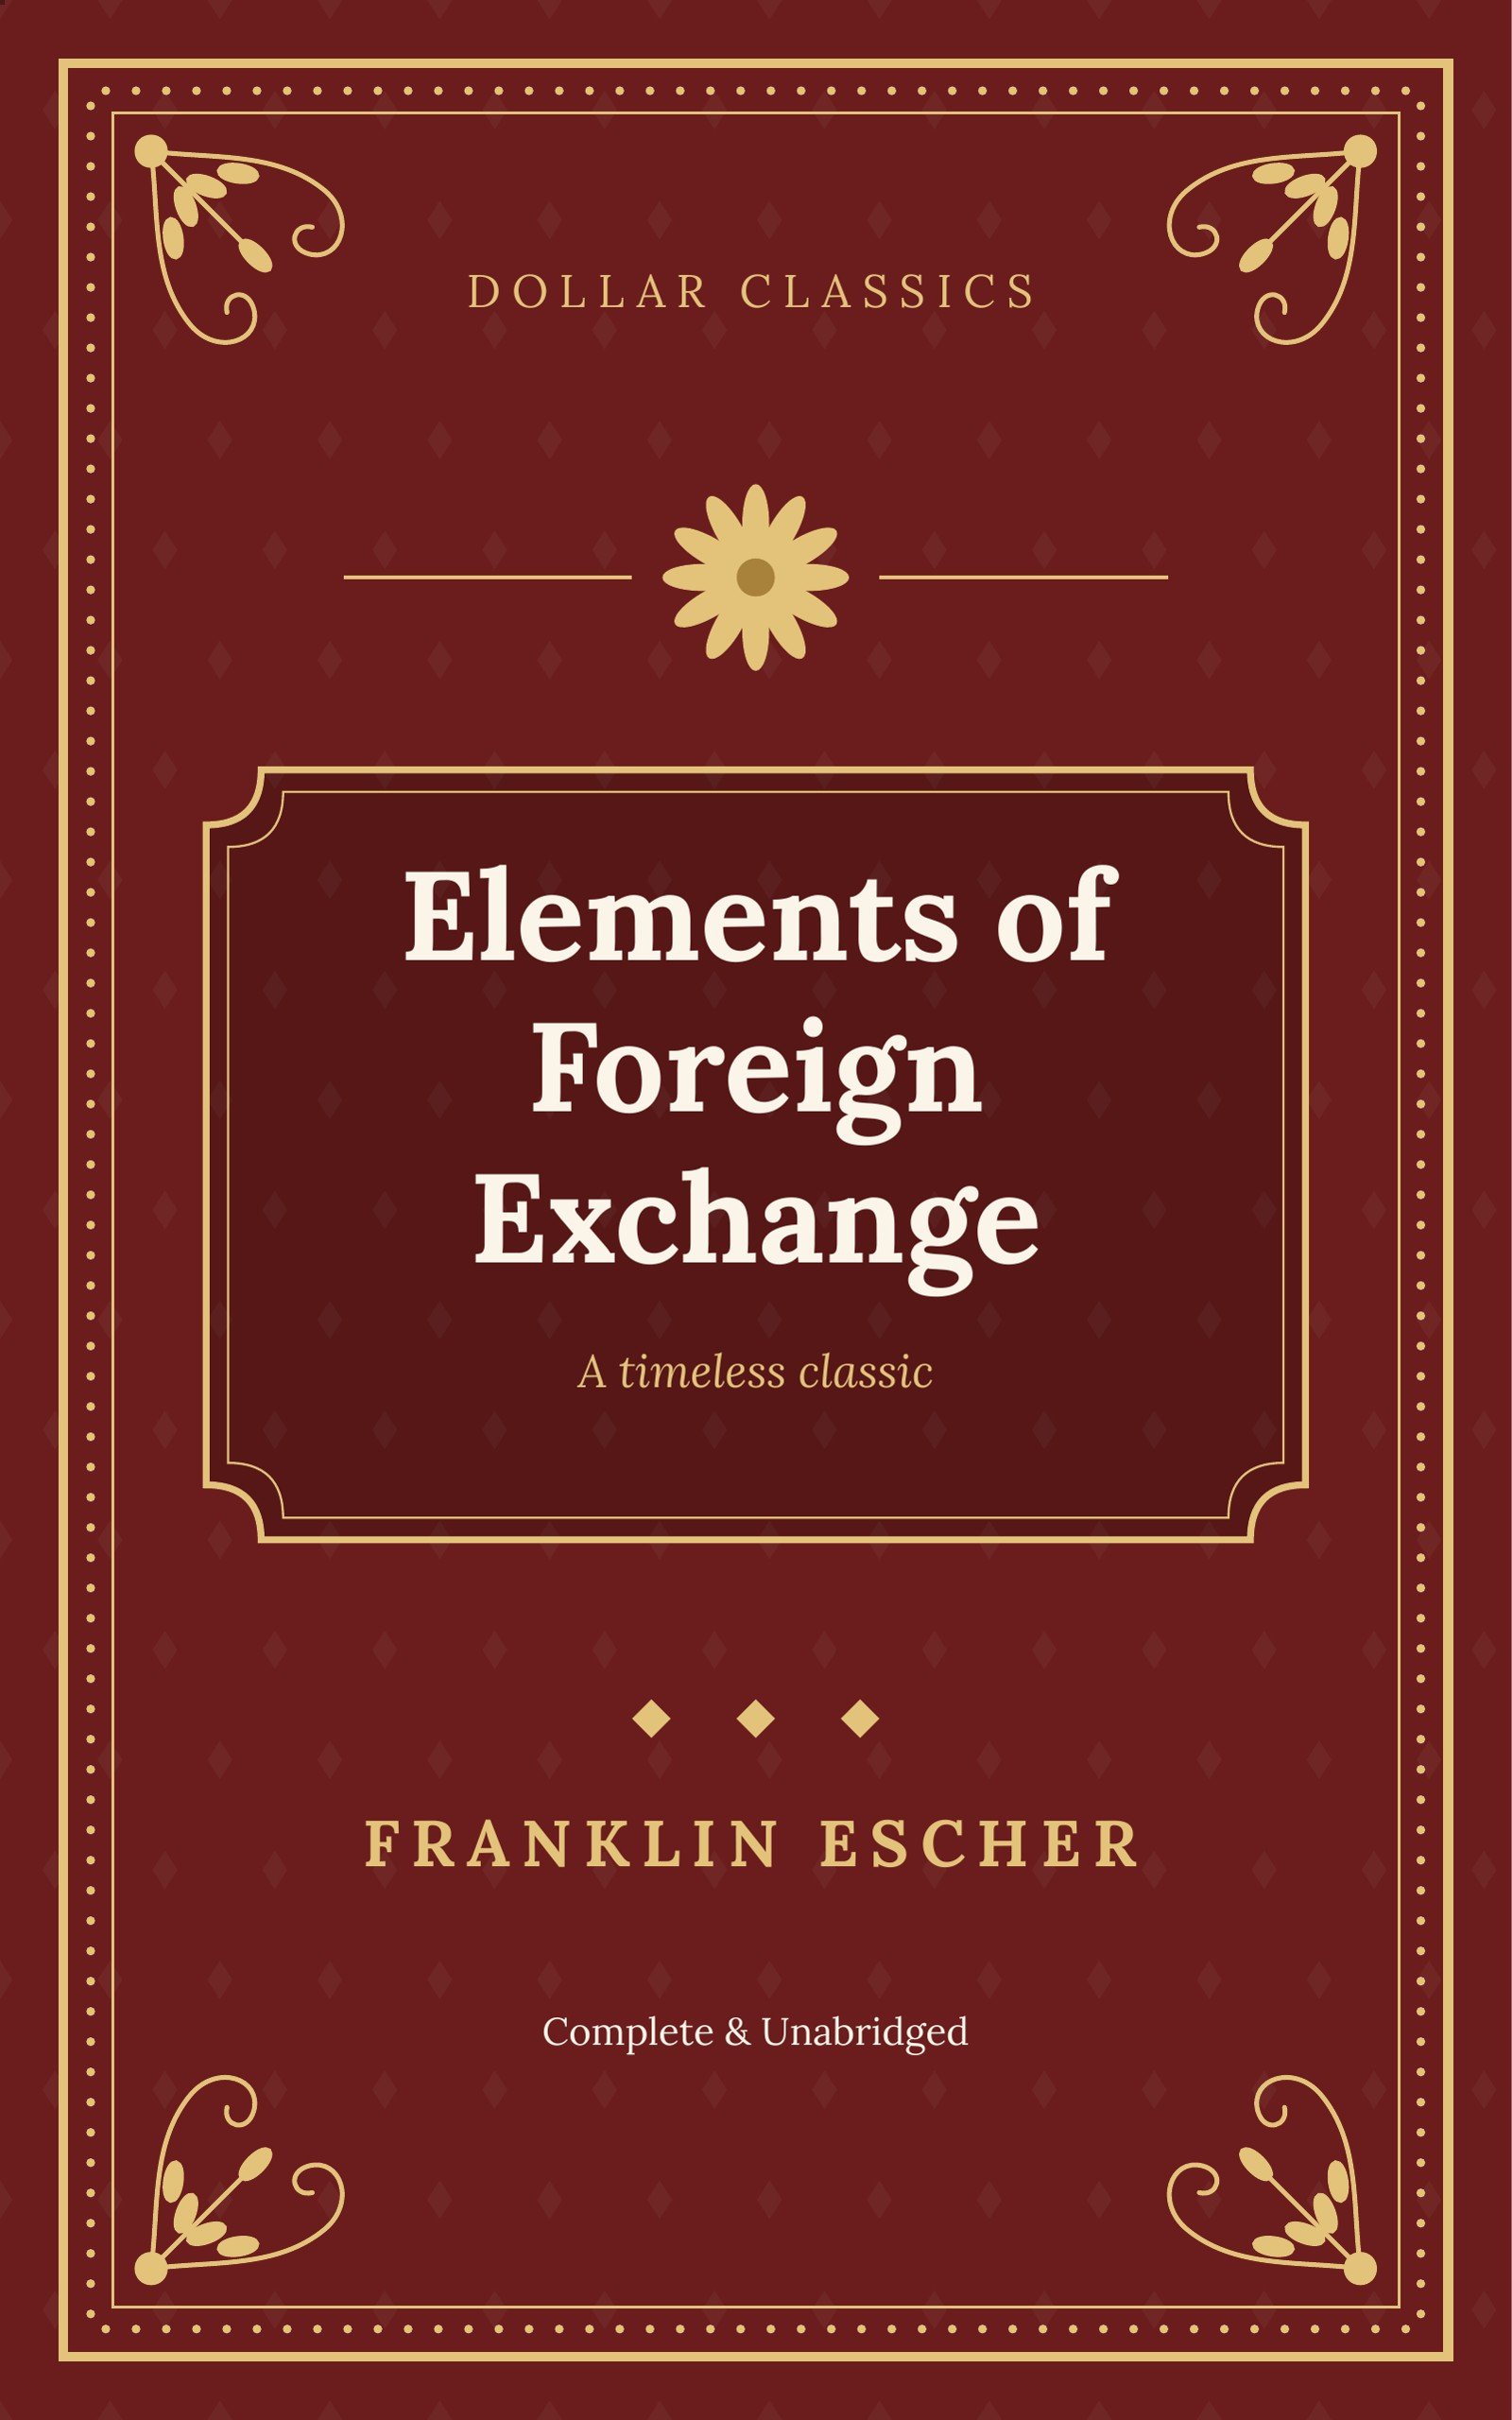 DOLLAR CLASSICS
Elements of
Foreign
Exchange
A timeless classic
FRANKLIN ESCHER
Complete & Unabridged